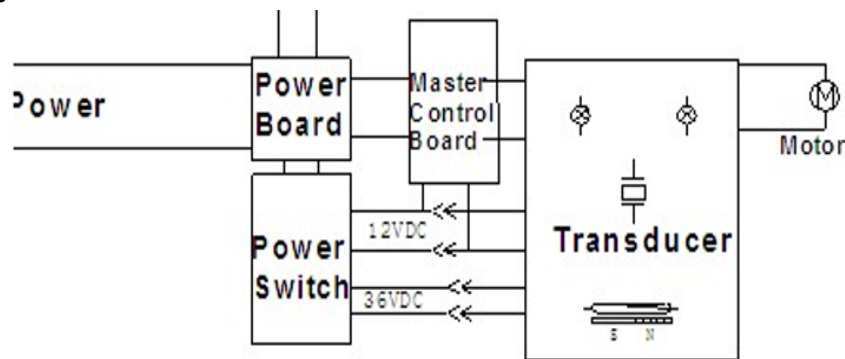 Power
Power
Board
Master
Control
Board
M
Motor
12VDC
Power
Switch
36VDC
Transducer
S N